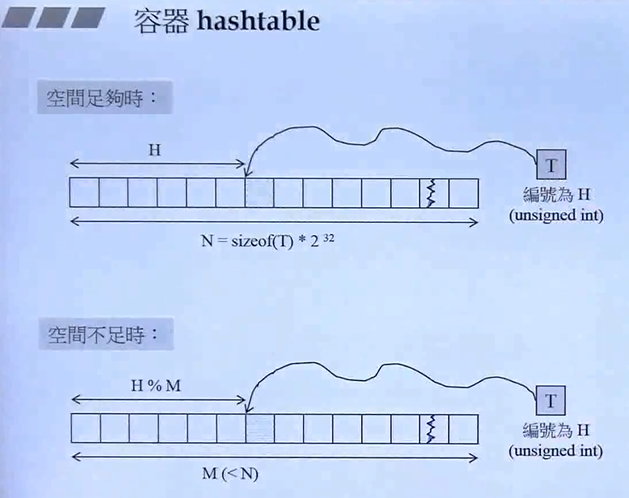 容器 hashtable
空間足夠時：
H
T
編號為 H
(unsigned int)
N = sizeof(T) * 2 ³²
空間不足時：
H % M
T
編號為 H
(unsigned int)
M (< N)